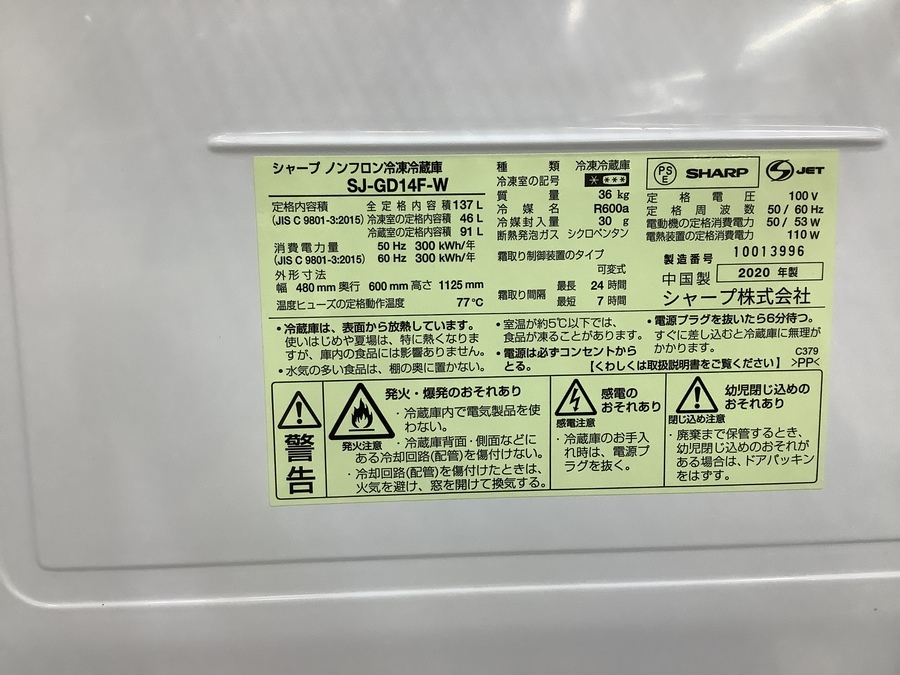 シャープ ノンフロン冷凍冷蔵庫
SJ-GD14F-W
定格内容積 全定格内容積 137 L
(JIS C 9801-3:2015) 冷凍室の定格内容積 46 L
冷蔵室の定格内容積 91 L
消費電力量 50 Hz 300 kWh/年
(JIS C 9801-3:2015) 60 Hz 300 kWh/年
外形寸法
幅 480 mm 奥行 600 mm 高さ 1125 mm
温度ヒューズの定格動作温度 77℃
種類 冷凍冷蔵庫
冷凍室の記号 * ***
質量 36 kg
冷媒名 R600a
冷媒封入量 30 g
断熱発泡ガス シクロペンタン
霜取り制御装置のタイプ
可変式
霜取り間隔 最長 24 時間
最短 7 時間
PS
E
SHARP
S JET
定格電圧 100 V
定格周波数 50 / 60 Hz
電動機の定格消費電力 50 / 53 W
電熱装置の定格消費電力 110 W
製造番号 10013996
中国製 2020 年製
シャープ株式会社
・冷蔵庫は、表面から放熱しています。
使いはじめや夏場は、特に熱くなりま
すが、庫内の食品には影響ありません。
・水気の多い食品は、棚の奥に置かない。
・室温が約5℃以下では、
食品が凍ることがあります。
・電源は必ずコンセントから
とる。
・電源プラグを抜いたら6分待つ。
すぐに差し込むと冷蔵庫に無理が
かかります。
C379
【くわしくは取扱説明書をご覧ください】 >PP<
警告
発火・爆発のおそれあり
発火注意
・冷蔵庫内で電気製品を使
わない。
・冷蔵庫背面・側面などに
ある冷却回路(配管)を傷付けない。
・冷却回路(配管)を傷付けたときは、
火気を避け、窓を開けて換気する。
感電の
おそれあり
感電注意
・冷蔵庫のお手入
れ時は、電源プ
ラグを抜く。
幼児閉じ込めの
おそれあり
閉じ込め注意
・廃棄まで保管するとき、
幼児閉じ込めのおそれが
ある場合は、ドアパッキン
をはずす。